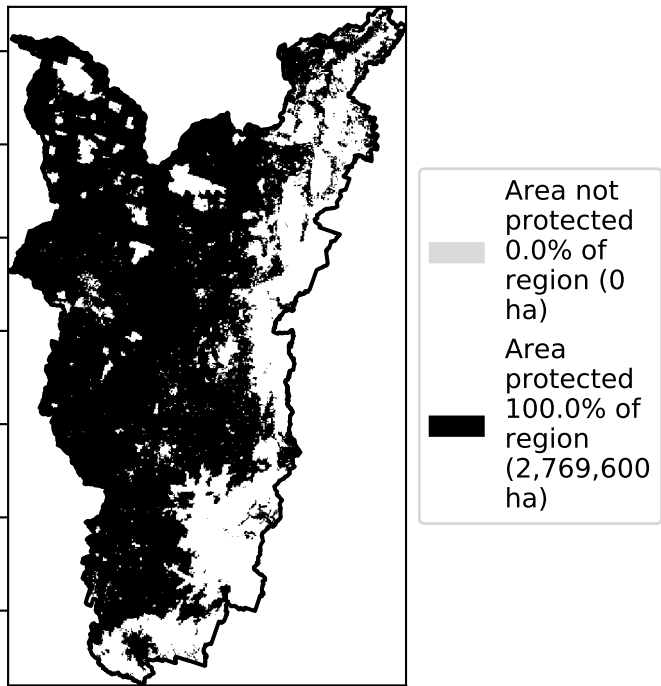 Area not
protected
0.0% of
region (0
ha)
Area
protected
100.0% of
region
(2,769,600
ha)